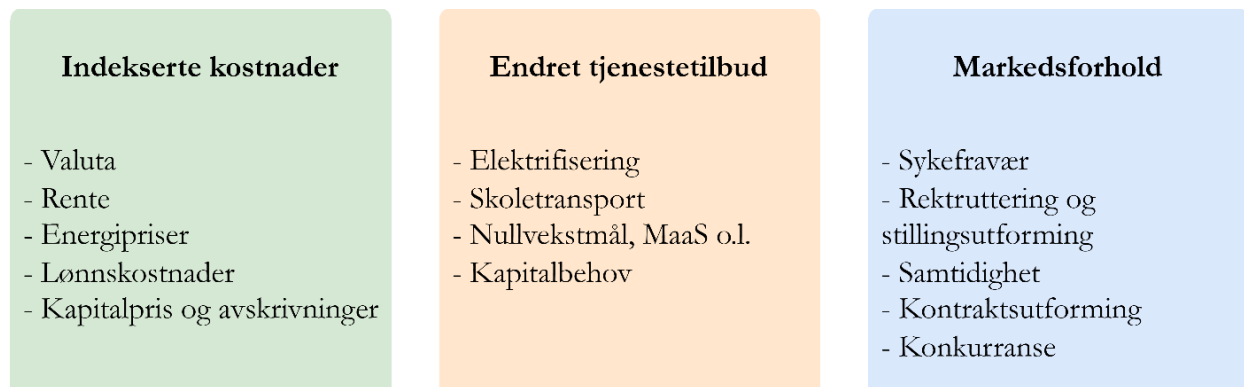 Indekserte kostnader
- Valuta
- Rente
- Energipriser
- Lønnskostnader
- Kapitalpris og avskrivninger
Endret tjenestetilbud
- Elektrifisering
- Skoletransport
- Nullvekstmål, MaaS o.l.
- Kapitalbehov
Markedsforhold
- Sykefravær
- Rektruttering og
stillingsutforming
- Samtidighet
- Kontraktsutforming
- Konkurranse